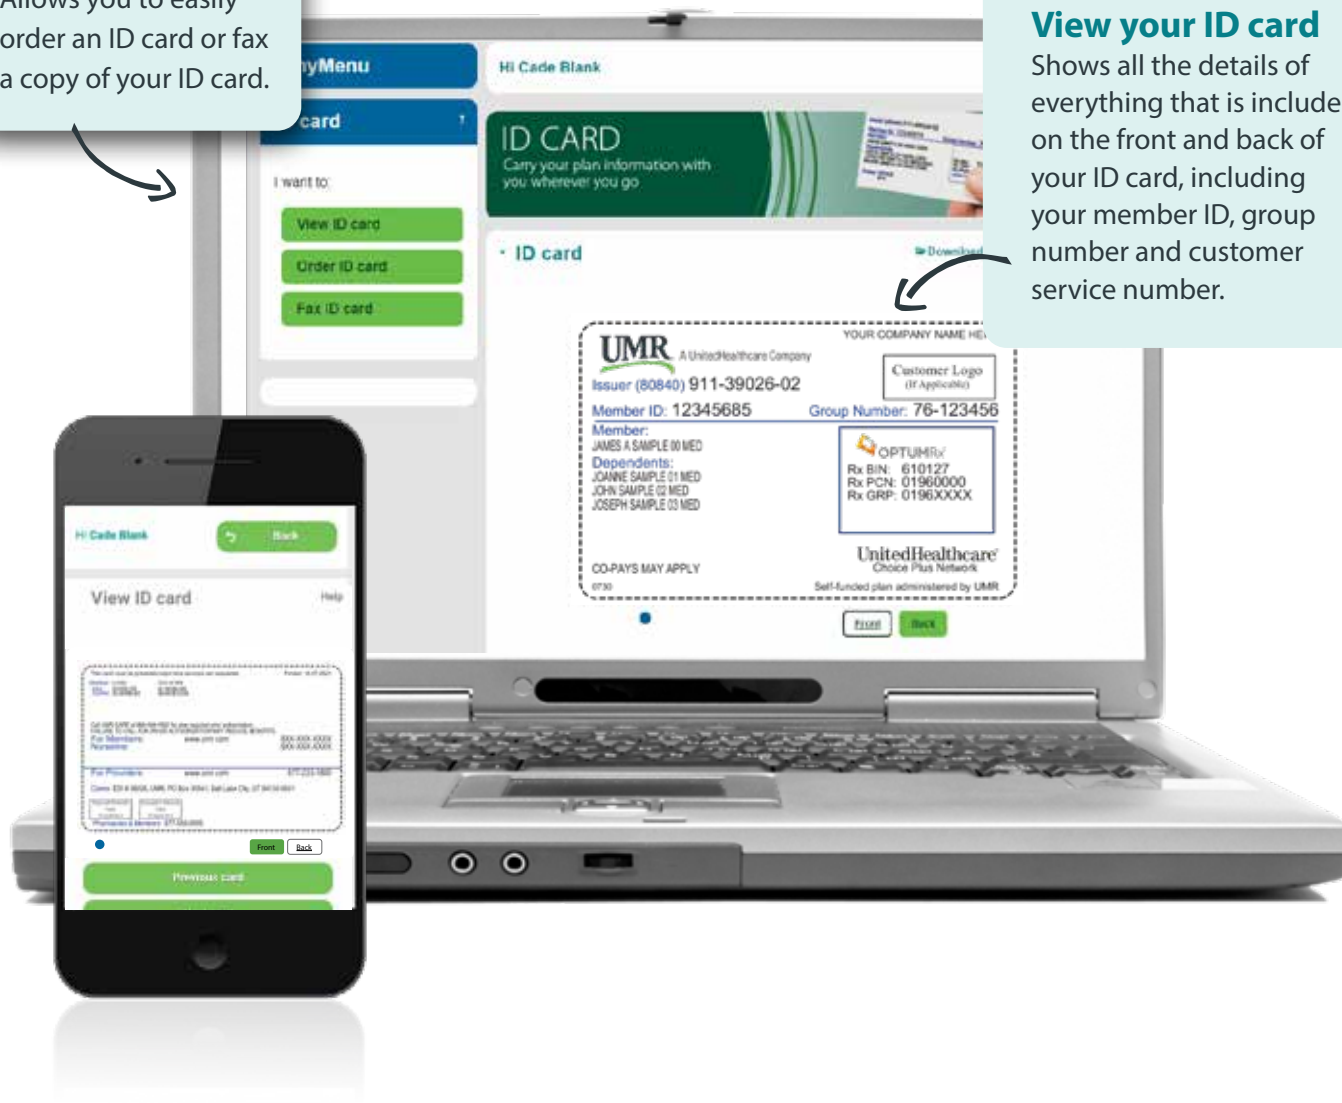 Allows you to easily
order an ID card or fax
a copy of your ID card.
View your ID card
Shows all the details of
everything that is include
on the front and back of
your ID card, including
your member ID, group
number and customer
service number.
yMenu
card
I want to:
View ID card
Order ID card
Fax ID card
Hi Cade Blank
ID CARD
Carry your plan information with
you wherever you go
ID card
Download
YOUR COMPANY NAME HE
UMR A UnitedHealthcare Company
Customer Logo
(If Applicable)
Issuer (80840) 911-39026-02
Member ID: 12345685 Group Number: 76-123456
Member:
JAMES A SAMPLE 00 MED
Dependents:
JOANNE SAMPLE 01 MED
JOHN SAMPLE 02 MED
JOSEPH SAMPLE 03 MED
OPTUMRx
Rx BIN: 610127
Rx PCN: 01960000
Rx GRP: 0196XXXX
UnitedHealthcare
Choice Plus Network
CO-PAYS MAY APPLY
0730 Self-funded plan administered by UMR
Front Back
Hi Cade Blank
Back
View ID card Help
For Members: www.umr.com
For Providers: www.umr.com
Front Back
Previous card